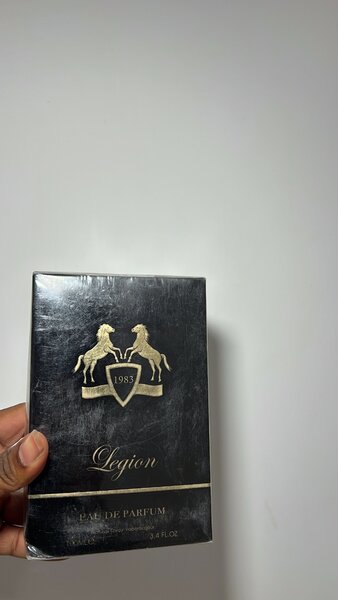 1983
Legion
EAU DE PARFUM
3.4 FL.OZ